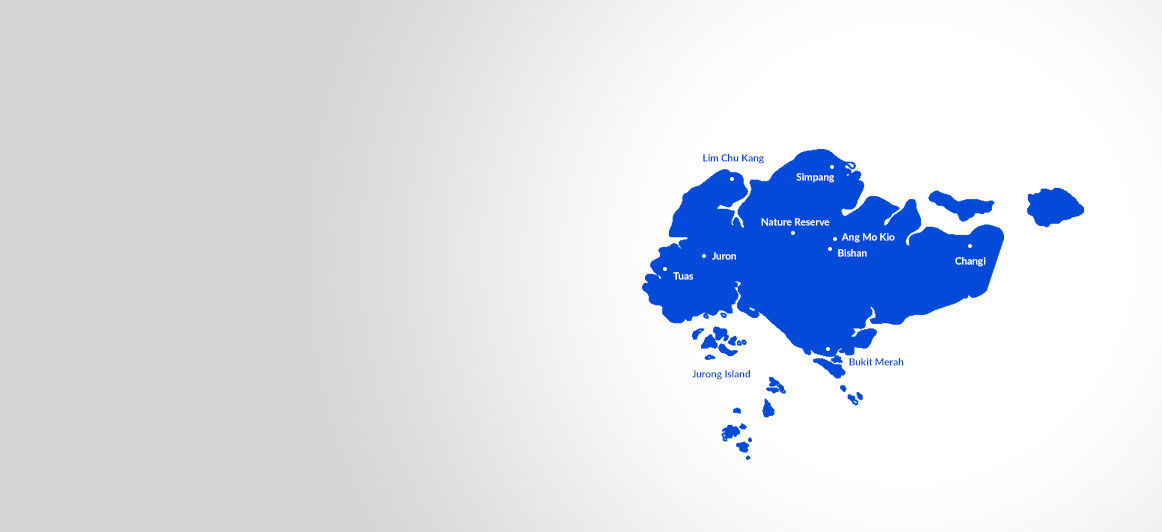 Lim Chu Kang
Simpang
Nature Reserve
Ang Mo Kio
Bishan
Juron
Changi
Tuas
Bukit Merah
Jurong Island